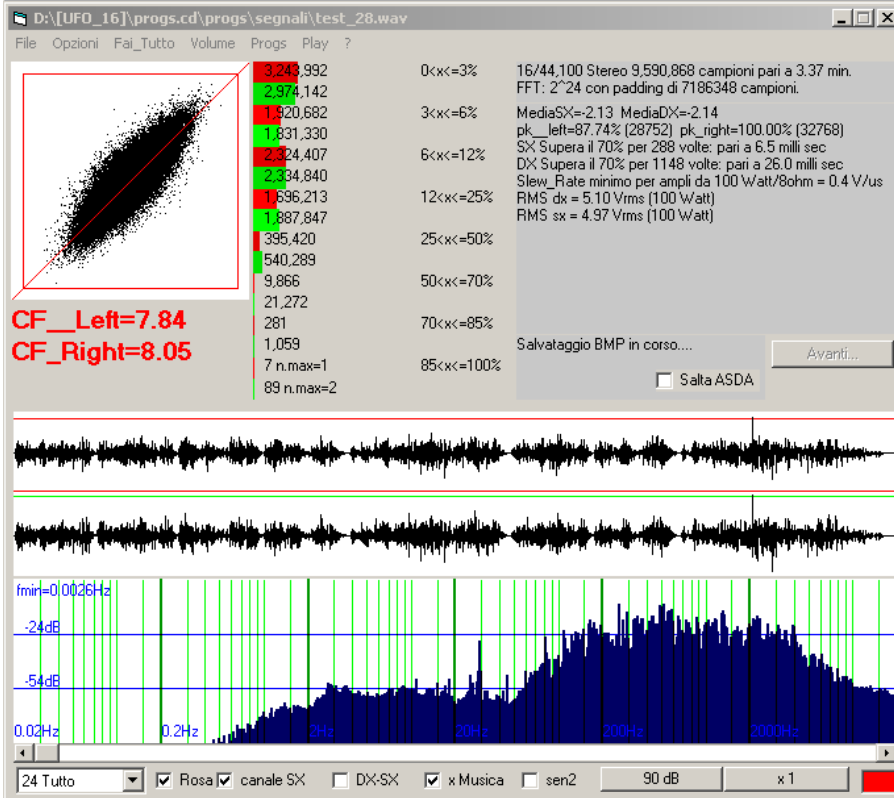 D:\[UFO_16]\progs.cd\progs\segnali\test_28.wav
File Opzioni Fai_Tutto Volume Progs Play ?
3,243,992 0<x<=3%
2,974,142
1,920,682 3<x<=6%
1,831,330
2,324,407 6<x<=12%
2,334,840
1,696,213 12<x<=25%
1,887,847
395,420 25<x<=50%
540,289
9,866 50<x<=70%
21,272
281 70<x<=85%
1,059
7 n.max=1 85<x<=100%
89 n.max=2
CF__Left=7.84
CF_Right=8.05
16/44,100 Stereo 9,590,868 campioni pari a 3.37 min.
FFT: 2^24 con padding di 7186348 campioni.
MediaSX=-2.13 MediaDX=-2.14
pk__left=87.74% (28752) pk_right=100.00% (32768)
SX Supera il 70% per 288 volte: pari a 6.5 milli sec
DX Supera il 70% per 1148 volte: pari a 26.0 milli sec
Slew_Rate minimo per ampli da 100 Watt/8ohm = 0.4 V/us
RMS dx = 5.10 Vrms (100 Watt)
RMS sx = 4.97 Vrms (100 Watt)
Salvataggio BMP in corso....
Avanti...
Salta ASDA
fmin=0.0026Hz
-24dB
-54dB
0.02Hz 0.2Hz 2Hz 20Hz 200Hz 2000Hz
24 Tutto Rosa canale SX DX-SX x Musica sen2 90 dB x 1